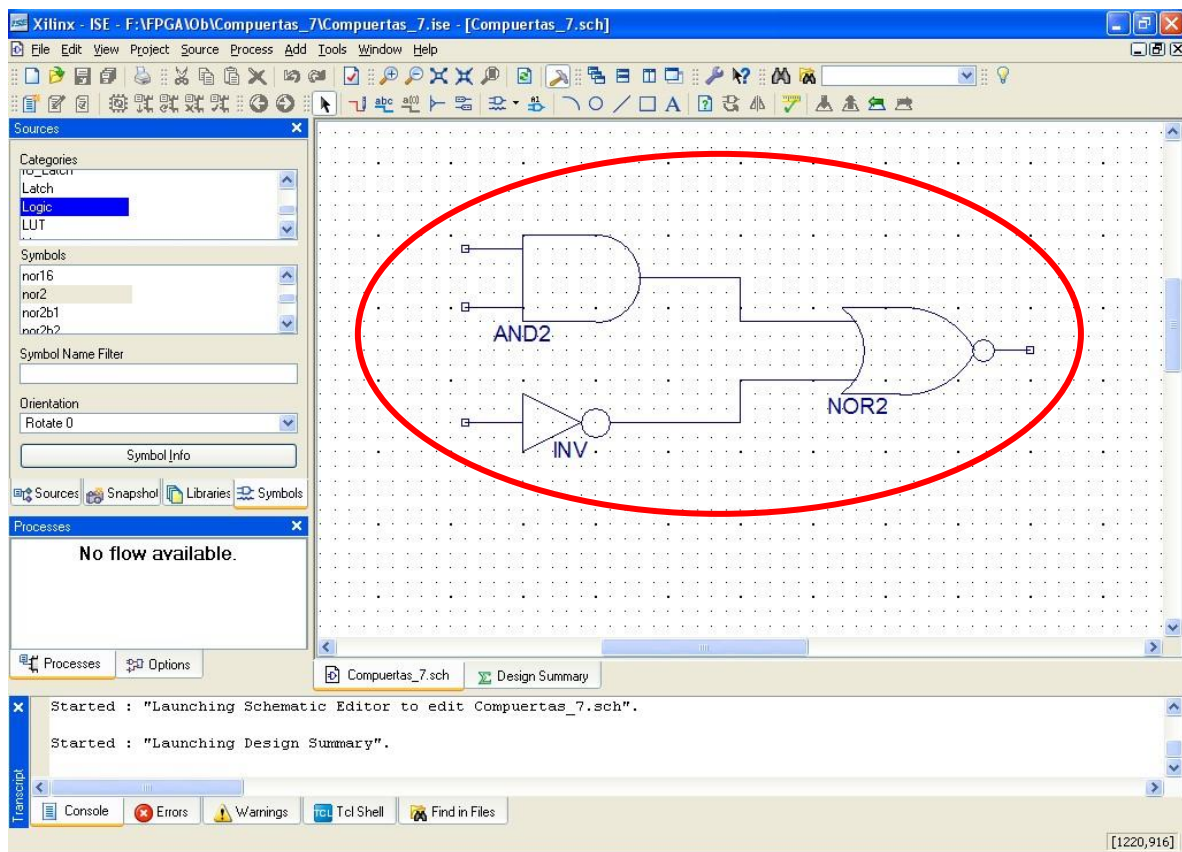 Xilinx - ISE - F:\FPGA\Ob\Compuertas_7\Compuertas_7.ise - [Compuertas_7.sch]
File Edit View Project Source Process Add Tools Window Help
Sources
Categories
IO_Latch
Latch
Logic
LUT
Symbols
nor16
nor2
nor2b1
nor2b2
Symbol Name Filter
Orientation
Rotate 0
Symbol Info
Sources Snapshot Libraries Symbols
Processes
No flow available.
Processes Options
AND2
INV
NOR2
Compuertas_7.sch Design Summary
Started : "Launching Schematic Editor to edit Compuertas_7.sch".
Started : "Launching Design Summary".
Transcript
Console Errors Warnings TCL Tcl Shell Find in Files
[1220,916]